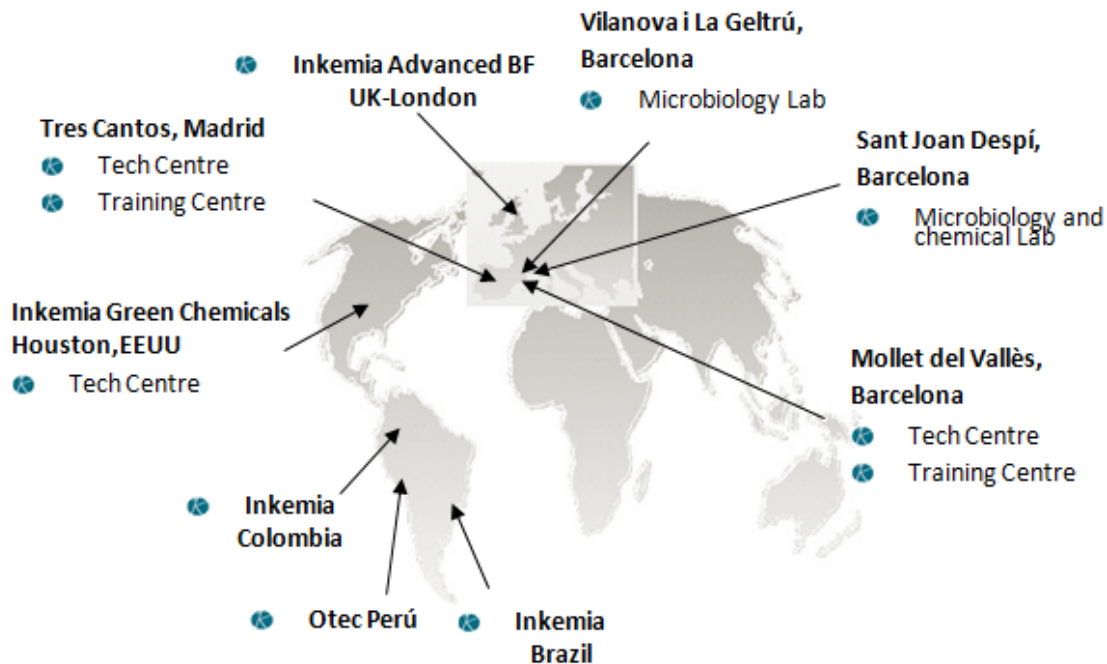 Inkemia Advanced BF
UK-London
Vilanova i La Geltrú,
Barcelona
Microbiology Lab
Tres Cantos, Madrid
Tech Centre
Training Centre
Sant Joan Despí,
Barcelona
Microbiology and
chemical Lab
Inkemia Green Chemicals
Houston,EEUU
Tech Centre
Mollet del Vallès,
Barcelona
Tech Centre
Training Centre
Inkemia
Colombia
Otec Perú
Inkemia
Brazil